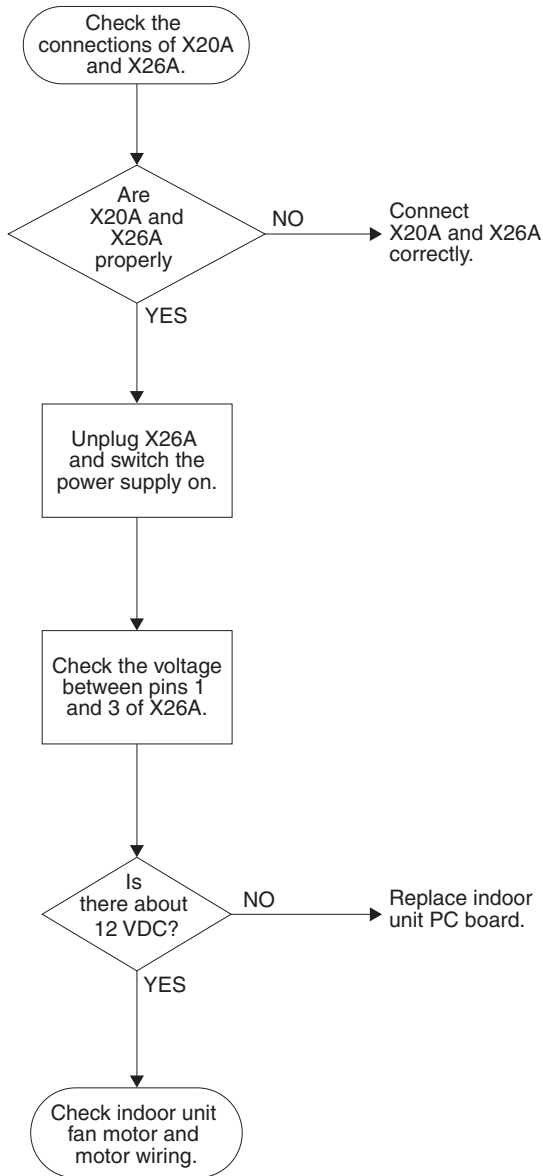 Check the
connections of X20A
and X26A.
Are
X20A and
X26A
properly
NO
Connect
X20A and X26A
correctly.
YES
Unplug X26A
and switch the
power supply on.
Check the voltage
between pins 1
and 3 of X26A.
Is
there about
12 VDC?
NO
Replace indoor
unit PC board.
YES
Check indoor unit
fan motor and
motor wiring.